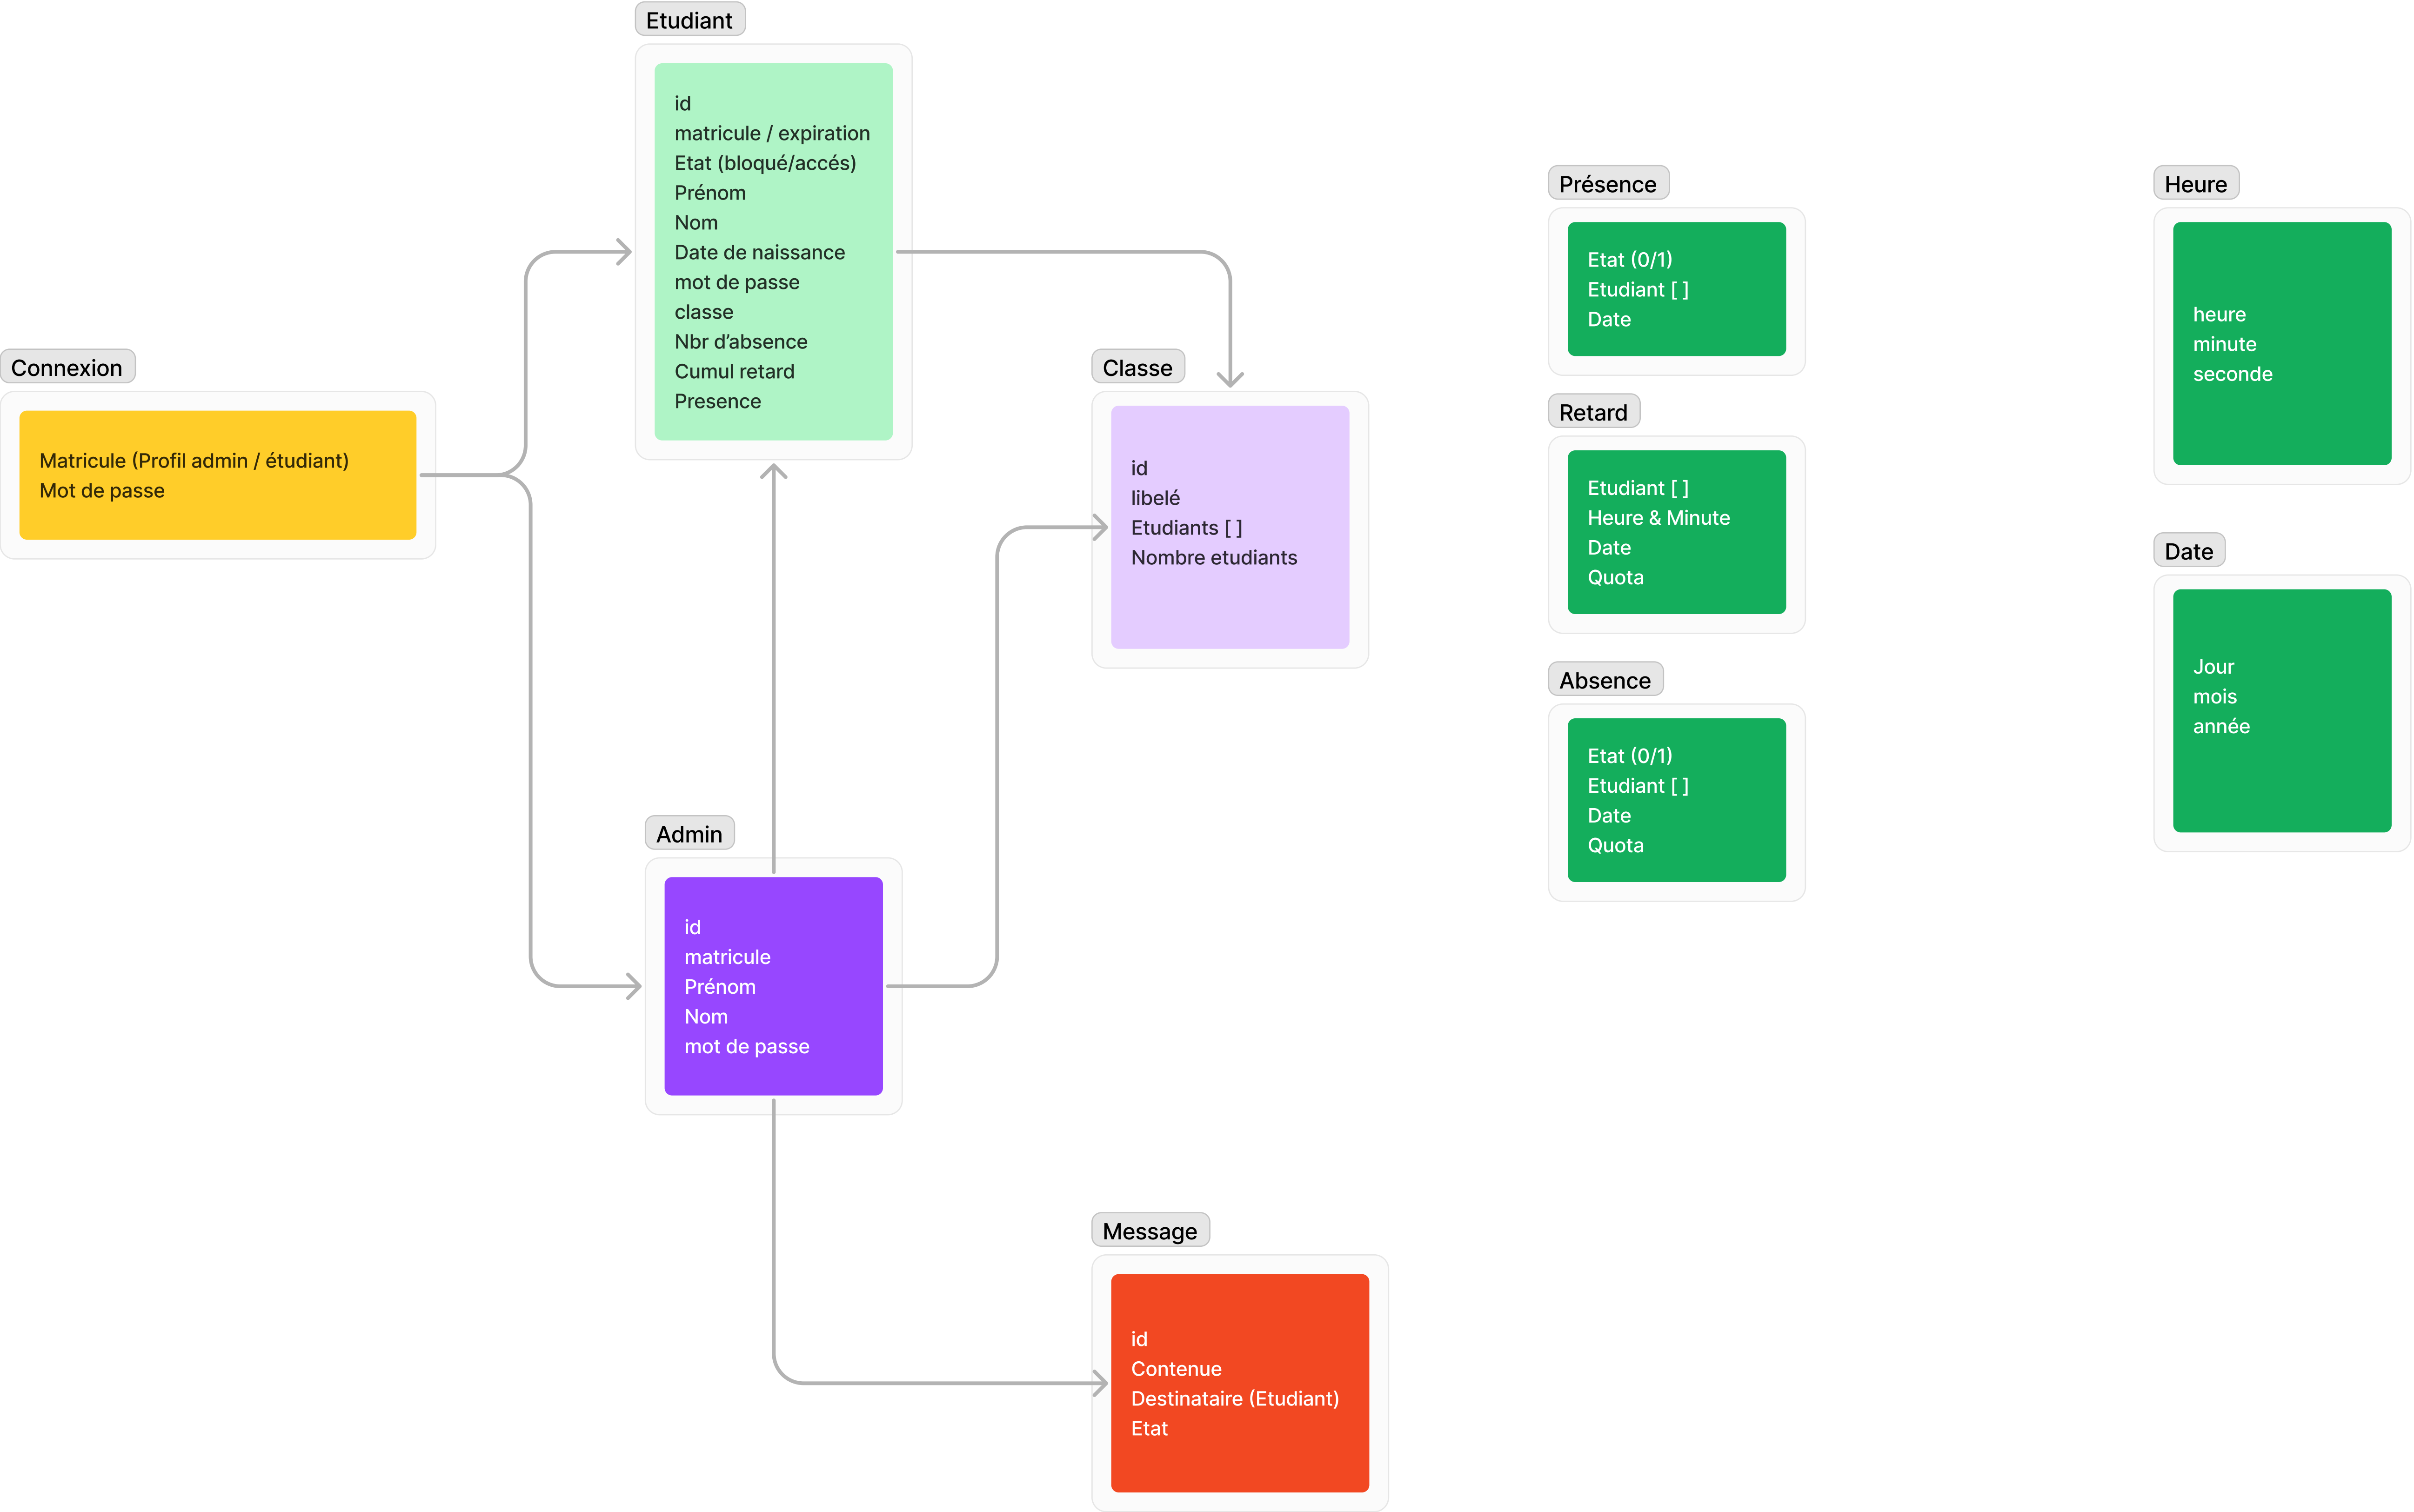 Etudiant
id
matricule / expiration
Etat (bloqué/accés)
Prénom
Nom
Date de naissance
mot de passe
classe
Nbr d’absence
Cumul retard
Presence
Connexion
Matricule (Profil admin / étudiant)
Mot de passe
Classe
id
libelé
Etudiants [ ]
Nombre etudiants
Admin
id
matricule
Prénom
Nom
mot de passe
Message
id
Contenue
Destinataire (Etudiant)
Etat
Présence
Etat (0/1)
Etudiant [ ]
Date
Retard
Etudiant [ ]
Heure & Minute
Date
Quota
Absence
Etat (0/1)
Etudiant [ ]
Date
Quota
Heure
heure
minute
seconde
Date
Jour
mois
année